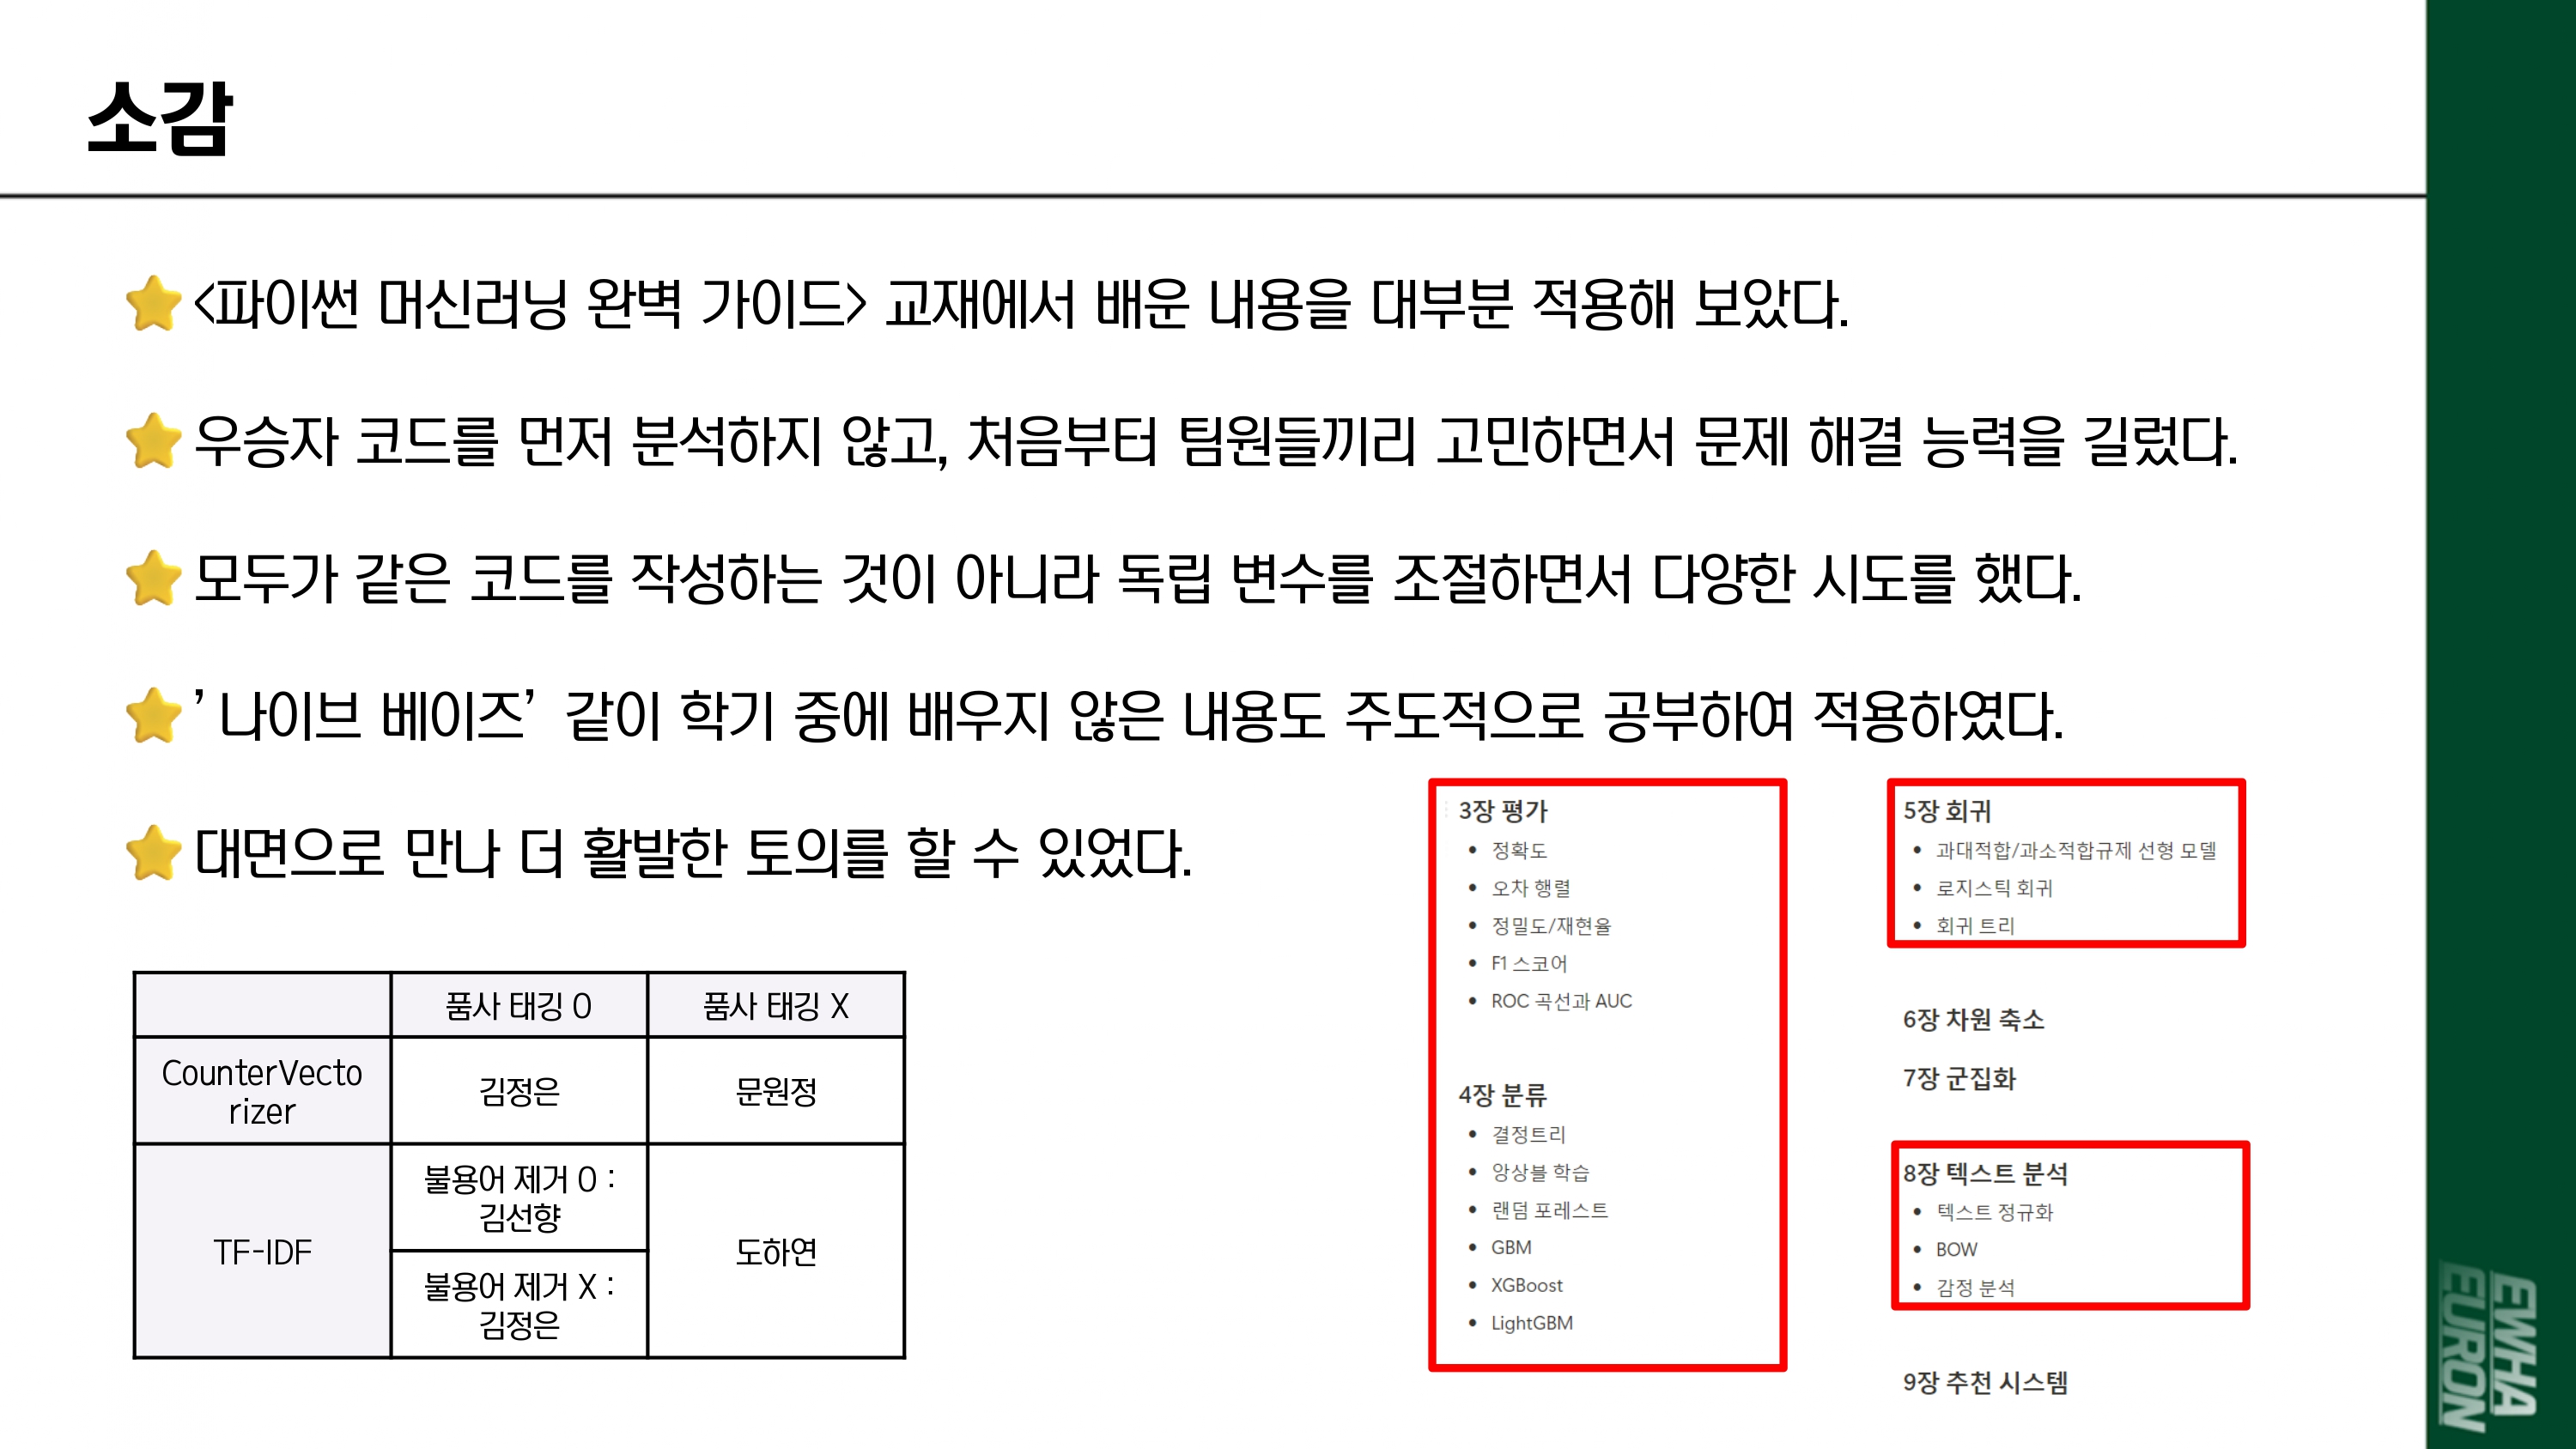 소감
<파이썬 머신러닝 완벽 가이드> 교재에서 배운 내용을 대부분 적용해 보았다.
우승자 코드를 먼저 분석하지 않고, 처음부터 팀원들끼리 고민하면서 문제 해결 능력을 길렀다.
모두가 같은 코드를 작성하는 것이 아니라 독립 변수를 조절하면서 다양한 시도를 했다.
’나이브 베이즈’ 같이 학기 중에 배우지 않은 내용도 주도적으로 공부하여 적용하였다.
대면으로 만나 더 활발한 토의를 할 수 있었다.
품사 태깅 O
품사 태깅 X
CounterVecto
rizer
김정은
문원정
TF-IDF
불용어 제거 O :
김선향
불용어 제거 X :
김정은
도하연
3장 평가
• 정확도
• 오차 행렬
• 정밀도/재현율
• F1 스코어
• ROC 곡선과 AUC
4장 분류
• 결정트리
• 앙상블 학습
• 랜덤 포레스트
• GBM
• XGBoost
• LightGBM
5장 회귀
• 과대적합/과소적합규제 선형 모델
• 로지스틱 회귀
• 회귀 트리
6장 차원 축소
7장 군집화
8장 텍스트 분석
• 텍스트 정규화
• BOW
• 감정 분석
9장 추천 시스템
EWHA
EURON